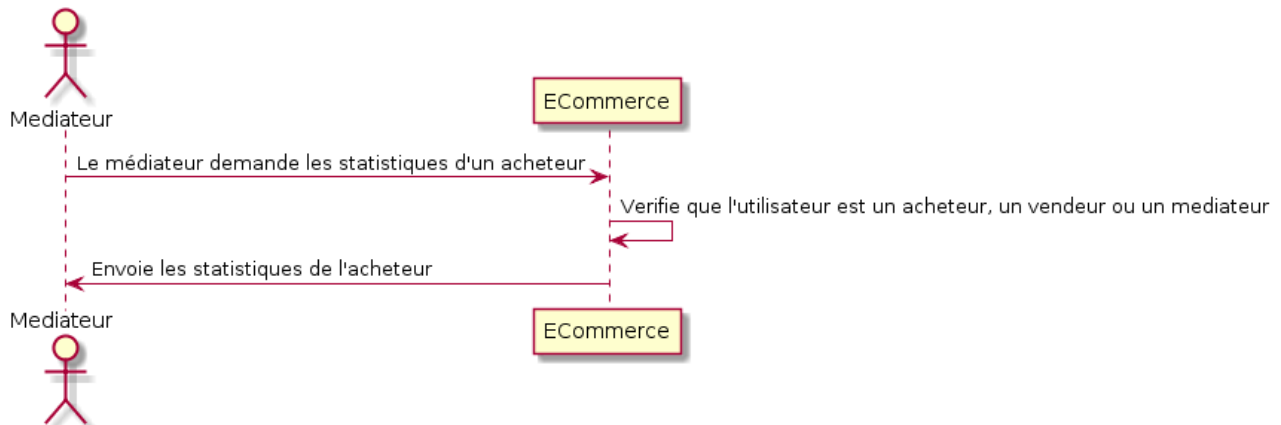 Mediateur
ECommerce
Le médiateur demande les statistiques d'un acheteur
Verifie que l'utilisateur est un acheteur, un vendeur ou un mediateur
Envoie les statistiques de l'acheteur
Mediateur
ECommerce